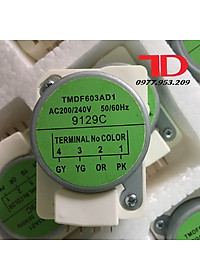 TD
0977.953.209
TMDF603AD1
AC200/240V 50/60Hz
9129C
TERMINAL No COLOR
4 3 2 1
GY YG OR PK